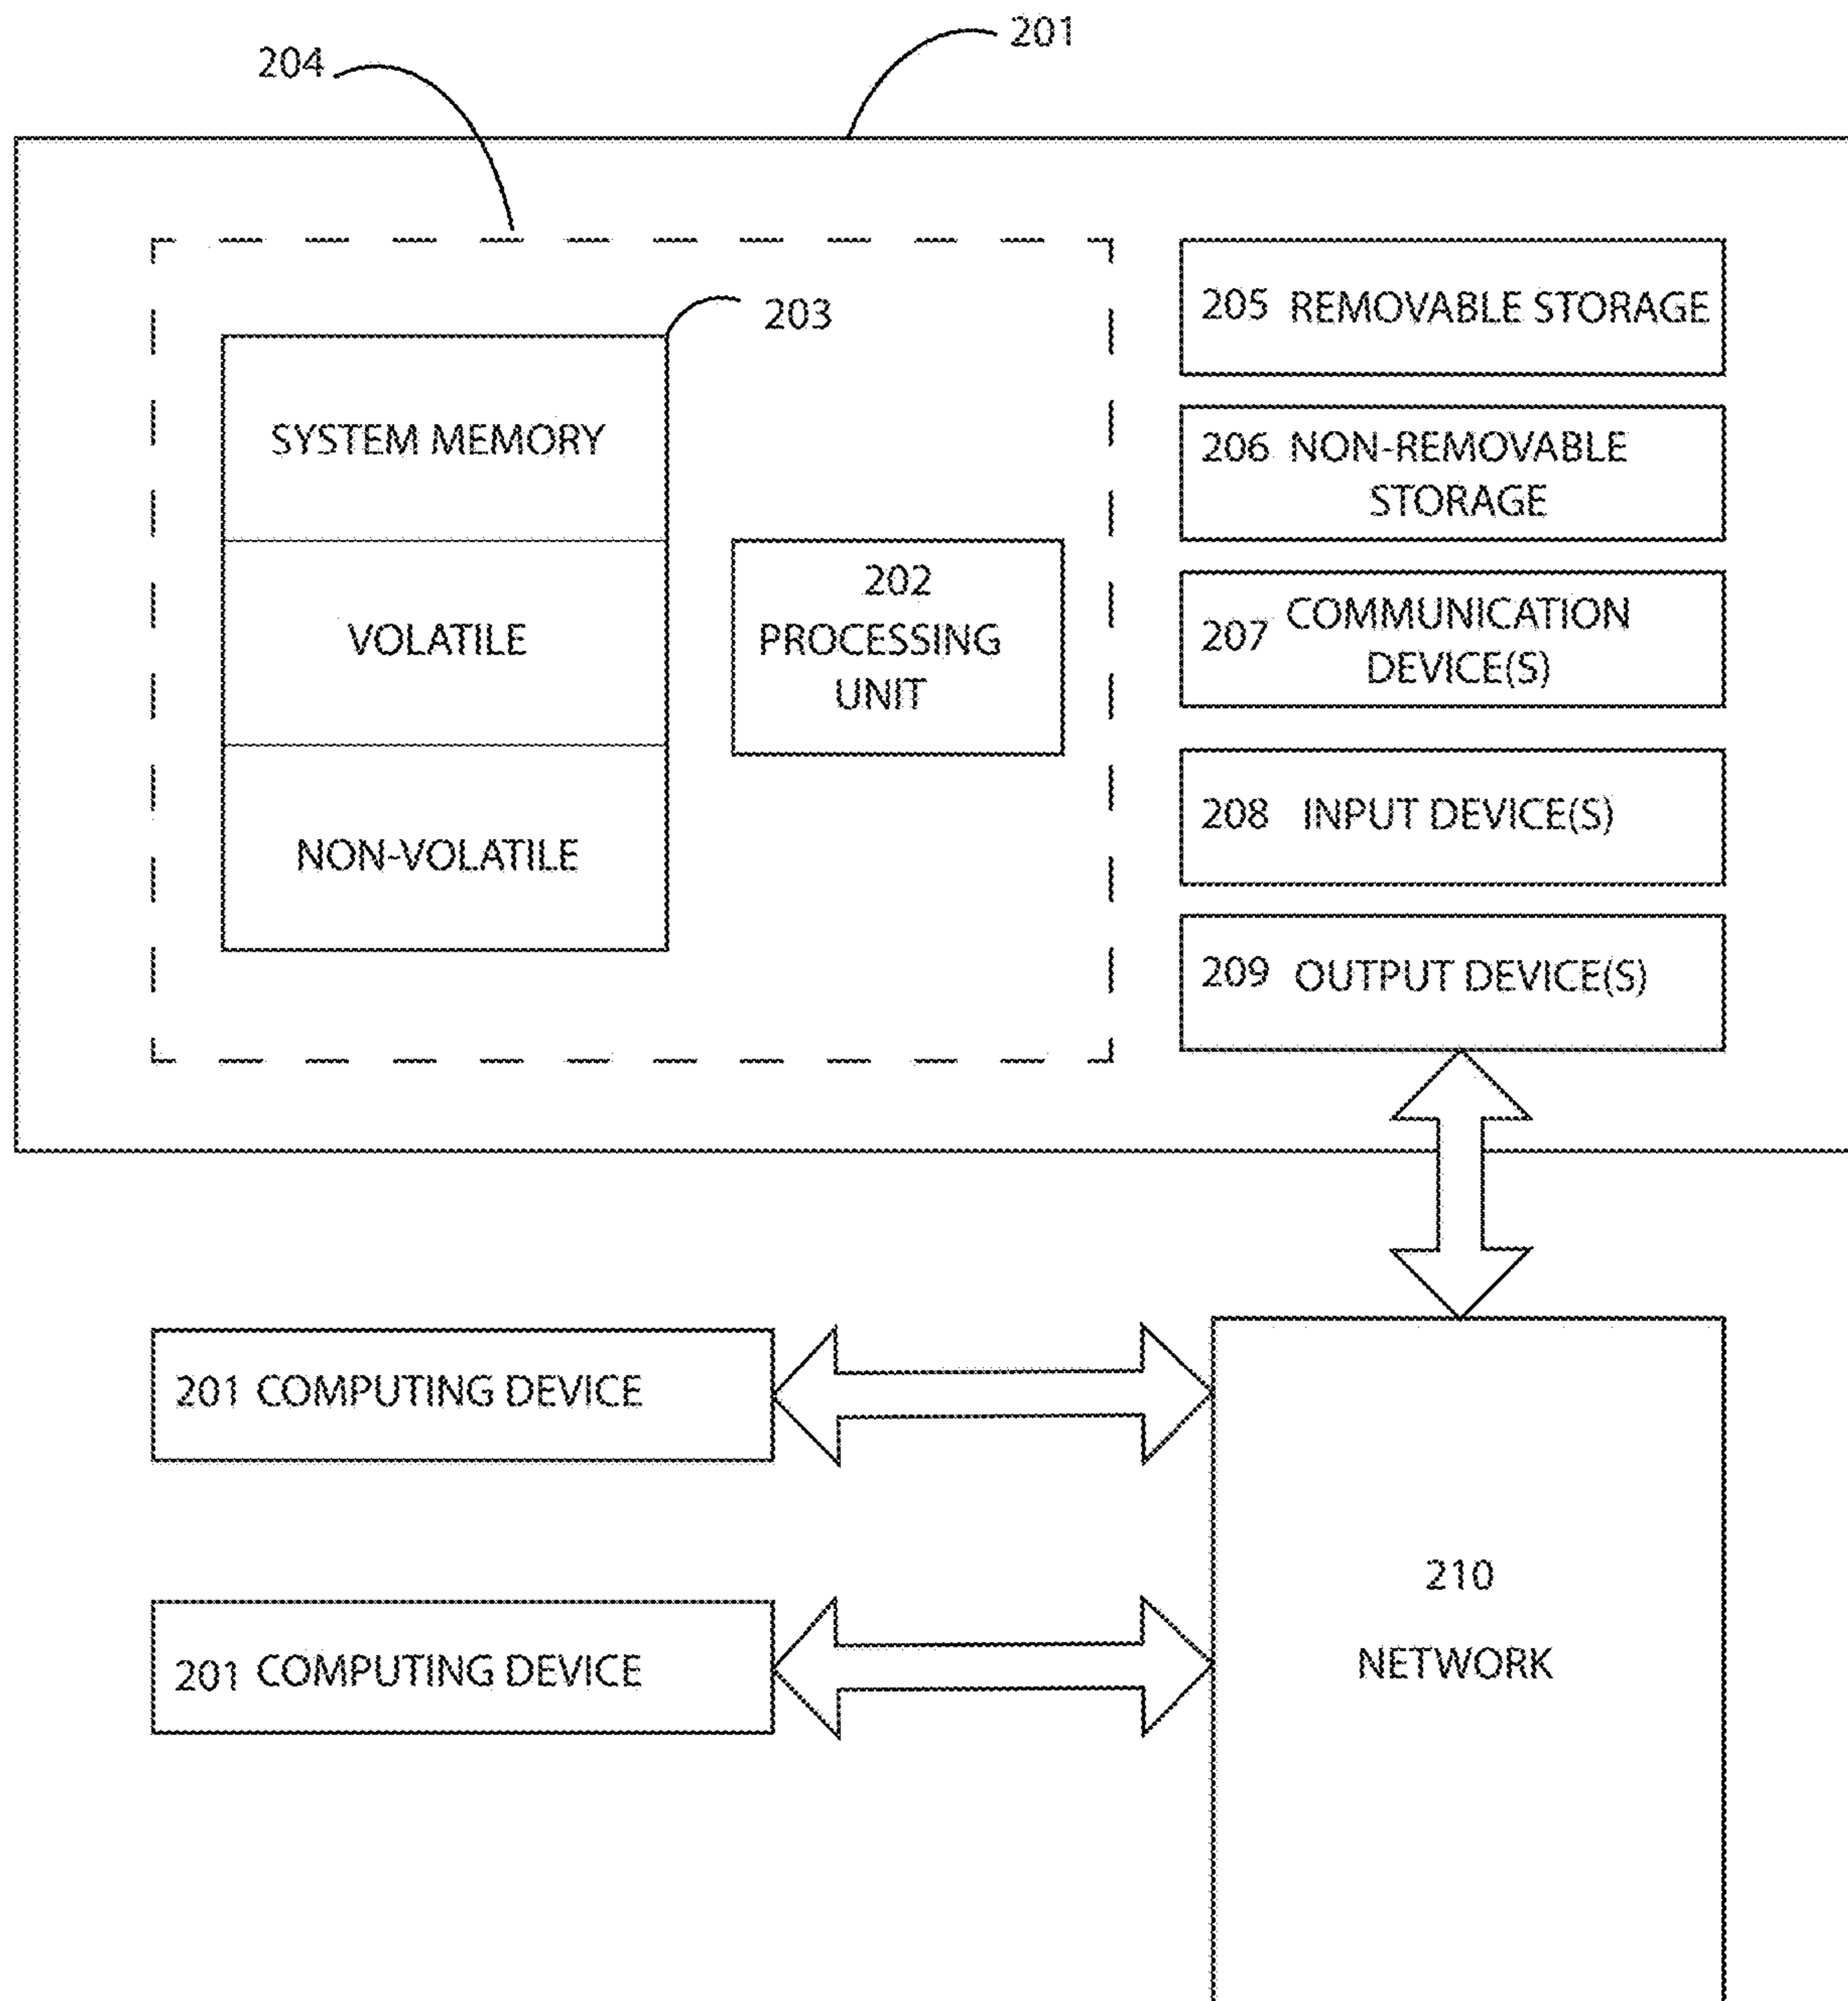 201
204
203
SYSTEM MEMORY
VOLATILE
NON-VOLATILE
202
PROCESSING
UNIT
205 REMOVABLE STORAGE
206 NON-REMOVABLE
STORAGE
207 COMMUNICATION
DEVICE(S)
208 INPUT DEVICE(S)
209 OUTPUT DEVICE(S)
201 COMPUTING DEVICE
201 COMPUTING DEVICE
210
NETWORK